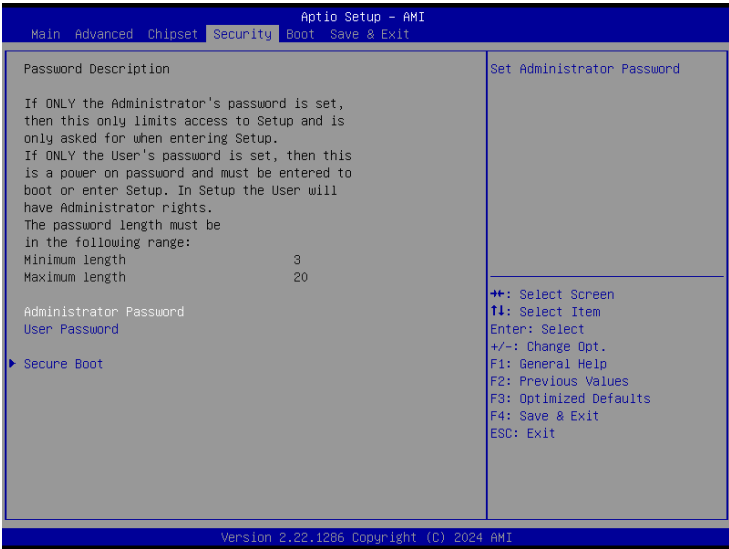 Aptio Setup – AMI
Main Advanced Chipset Security Boot Save & Exit
Password Description
If ONLY the Administrator's password is set,
then this only limits access to Setup and is
only asked for when entering Setup.
If ONLY the User's password is set, then this
is a power on password and must be entered to
boot or enter Setup. In Setup the User will
have Administrator rights.
The password length must be
in the following range:
Minimum length 3
Maximum length 20
Administrator Password
User Password
Secure Boot
Set Administrator Password
→←: Select Screen
↑↓: Select Item
Enter: Select
+/-: Change Opt.
F1: General Help
F2: Previous Values
F3: Optimized Defaults
F4: Save & Exit
ESC: Exit
Version 2.22.1286 Copyright (C) 2024 AMI